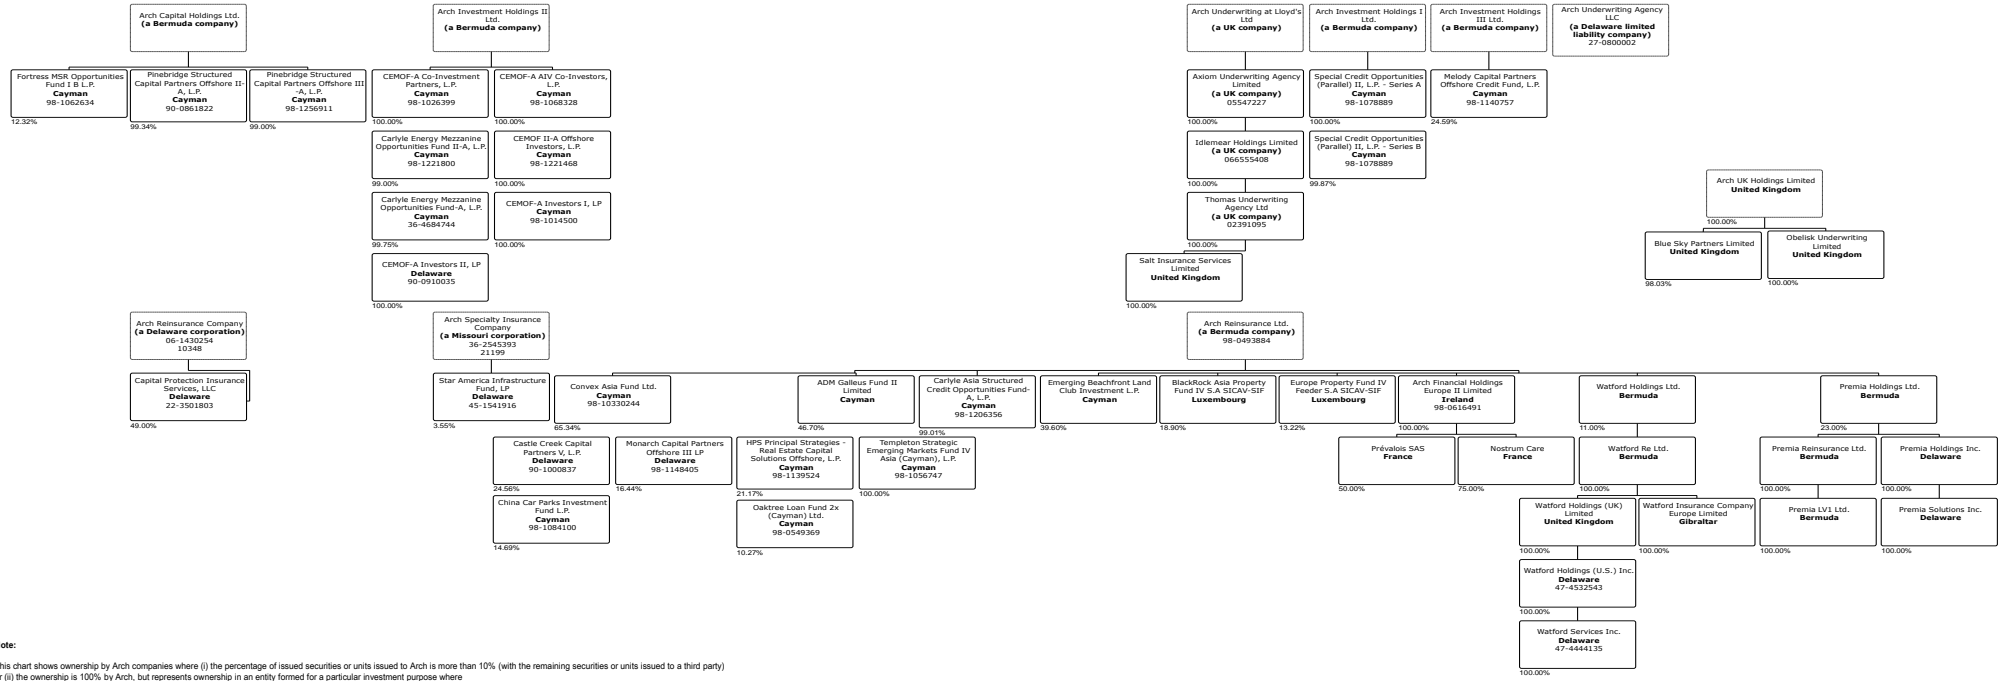 Arch Capital Holdings Ltd.
(a Bermuda company)
Arch Investment Holdings II
Ltd.
(a Bermuda company)
Arch Underwriting at Lloyd's
Ltd
(a UK company)
Arch Investment Holdings I
Ltd.
(a Bermuda company)
Arch Investment Holdings
III Ltd.
(a Bermuda company)
Arch Underwriting Agency
LLC
(a Delaware limited
liability company)
27-0800002
Fortress MSR Opportunities
Fund I B L.P.
Cayman
98-1062634
12.32%
Pinebridge Structured
Capital Partners Offshore II-
A, L.P.
Cayman
90-0861822
99.34%
Pinebridge Structured
Capital Partners Offshore III
-A, L.P.
Cayman
98-1256911
99.00%
CEMOF-A Co-Investment
Partners, L.P.
Cayman
98-1026399
100.00%
CEMOF-A AIV Co-Investors,
L.P.
Cayman
98-1068328
100.00%
Axiom Underwriting Agency
Limited
(a UK company)
05547227
100.00%
Special Credit Opportunities
(Parallel) II, L.P. - Series A
Cayman
98-1078889
100.00%
Melody Capital Partners
Offshore Credit Fund, L.P.
Cayman
98-1140757
24.59%
Carlyle Energy Mezzanine
Opportunities Fund II-A, L.P.
Cayman
98-1221800
99.00%
CEMOF II-A Offshore
Investors, L.P.
Cayman
98-1221468
100.00%
Idlemear Holdings Limited
(a UK company)
066555408
100.00%
Special Credit Opportunities
(Parallel) II, L.P. - Series B
Cayman
98-1078889
99.87%
Arch UK Holdings Limited
United Kingdom
100.00%
Carlyle Energy Mezzanine
Opportunities Fund-A, L.P.
Cayman
36-4684744
99.75%
CEMOF-A Investors I, LP
Cayman
98-1014500
100.00%
Thomas Underwriting
Agency Ltd
(a UK company)
02391095
100.00%
Blue Sky Partners Limited
United Kingdom
98.03%
Obelisk Underwriting
Limited
United Kingdom
100.00%
CEMOF-A Investors II, LP
Delaware
90-0910035
100.00%
Salt Insurance Services
Limited
United Kingdom
100.00%
Arch Reinsurance Company
(a Delaware corporation)
06-1430254
10348
Arch Specialty Insurance
Company
(a Missouri corporation)
36-2545393
21199
Arch Reinsurance Ltd.
(a Bermuda company)
98-0493884
Capital Protection Insurance
Services, LLC
Delaware
22-3501803
49.00%
Star America Infrastructure
Fund, LP
Delaware
45-1541916
3.55%
Convex Asia Fund Ltd.
Cayman
98-10330244
65.34%
ADM Galleus Fund II
Limited
Cayman
46.70%
Carlyle Asia Structured
Credit Opportunities Fund-
A, L.P.
Cayman
98-1206356
99.01%
Emerging Beachfront Land
Club Investment L.P.
Cayman
39.60%
BlackRock Asia Property
Fund IV S.A SICAV-SIF
Luxembourg
18.90%
Europe Property Fund IV
Feeder S.A SICAV-SIF
Luxembourg
13.22%
Arch Financial Holdings
Europe II Limited
Ireland
98-0616491
100.00%
Watford Holdings Ltd.
Bermuda
11.00%
Premia Holdings Ltd.
Bermuda
23.00%
Castle Creek Capital
Partners V, L.P.
Delaware
90-1000837
24.56%
Monarch Capital Partners
Offshore III LP
Delaware
98-1148405
16.44%
HPS Principal Strategies -
Real Estate Capital
Solutions Offshore, L.P.
Cayman
98-1139524
21.17%
Templeton Strategic
Emerging Markets Fund IV
Asia (Cayman), L.P.
Cayman
98-1056747
100.00%
Prévalois SAS
France
50.00%
Nostrum Care
France
75.00%
Watford Re Ltd.
Bermuda
100.00%
Premia Reinsurance Ltd.
Bermuda
100.00%
Premia Holdings Inc.
Delaware
100.00%
China Car Parks Investment
Fund L.P.
Cayman
98-1084100
14.69%
Oaktree Loan Fund 2x
(Cayman) Ltd.
Cayman
98-0549369
10.27%
Watford Holdings (UK)
Limited
United Kingdom
100.00%
Watford Insurance Company
Europe Limited
Gibraltar
100.00%
Premia LV1 Ltd.
Bermuda
100.00%
Premia Solutions Inc.
Delaware
100.00%
Watford Holdings (U.S.) Inc.
Delaware
47-4532543
100.00%
Watford Services Inc.
Delaware
47-4444135
100.00%
ote:
his chart shows ownership by Arch companies where (i) the percentage of issued securities or units issued to Arch is more than 10% (with the remaining securities or units issued to a third party)
r (ii) the ownership is 100% by Arch, but represents ownership in an entity formed for a particular investment purpose where